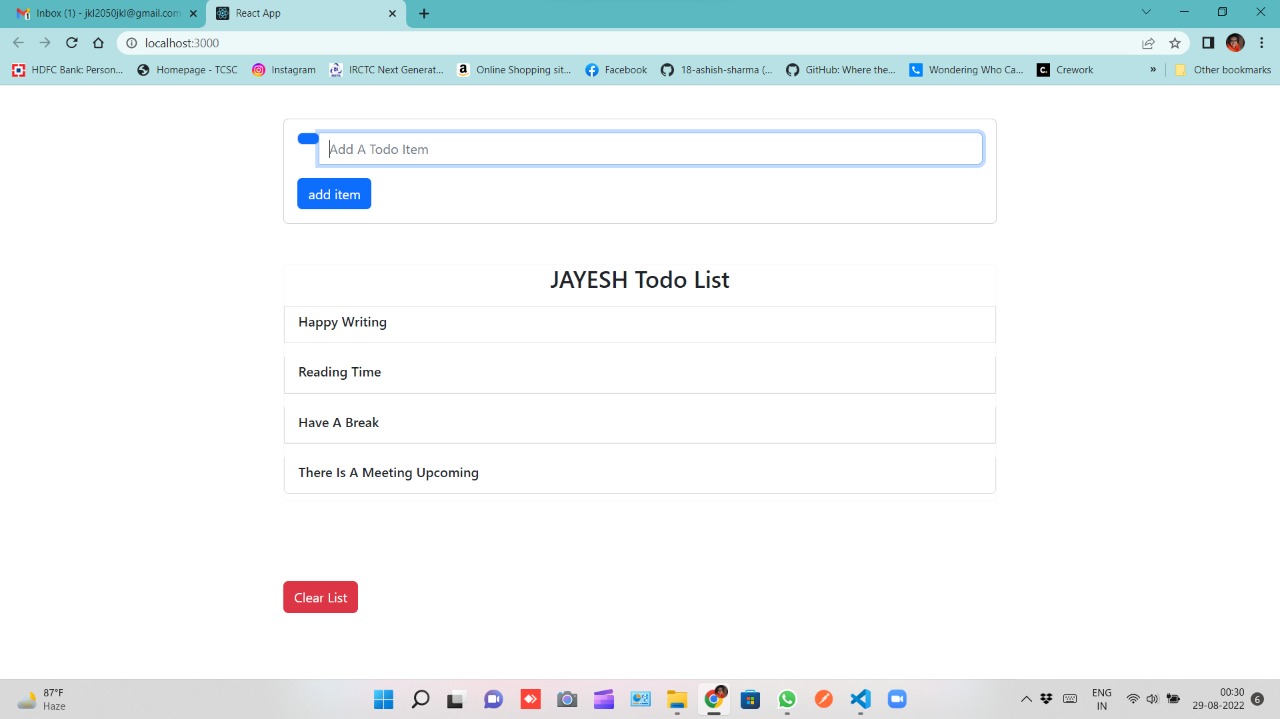 Inbox (1) - jkl2050jkl@gmail.com
React App
localhost:3000
HDFC Bank: Person...
Homepage - TCSC
Instagram
IRCTC Next Generat...
Online Shopping sit...
Facebook
18-ashish-sharma (...
GitHub: Where the...
Wondering Who Ca...
Crework
»
Other bookmarks
Add A Todo Item
add item
JAYESH Todo List
Happy Writing
Reading Time
Have A Break
There Is A Meeting Upcoming
Clear List
87°F
Haze
ENG
IN
00:30
29-08-2022
6